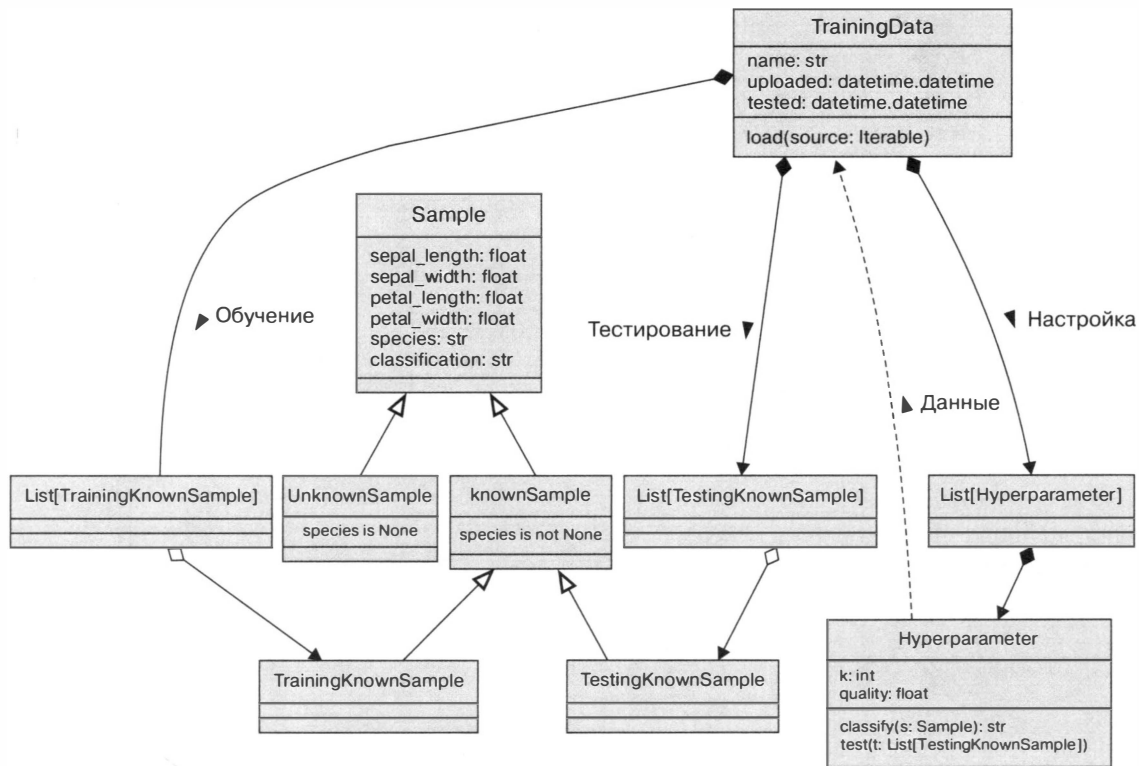 TrainingData
name: str
uploaded: datetime.datetime
tested: datetime.datetime
load(source: Iterable)
Sample
sepal_length: float
sepal_width: float
petal_length: float
petal_width: float
species: str
classification: str
Обучение
Тестирование
Настройка
Данные
List[TrainingKnownSample]
UnknownSample
species is None
knownSample
species is not None
List[TestingKnownSample]
List[Hyperparameter]
TrainingKnownSample
TestingKnownSample
Hyperparameter
k: int
quality: float
classify(s: Sample): str
test(t: List[TestingKnownSample])